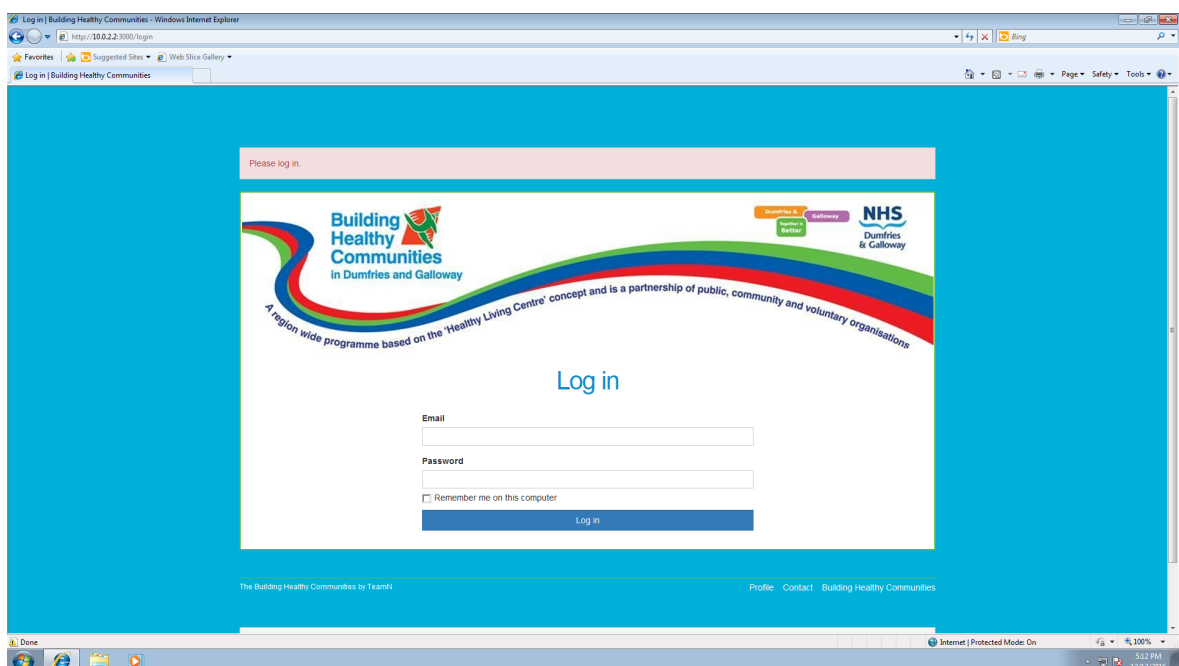 Log in | Building Healthy Communities - Windows Internet Explorer
http://10.0.2.2:3000/login
Bing
Favorites
Suggested Sites
Web Slice Gallery
Log in | Building Healthy Communities
Page
Safety
Tools
Please log in.
Building
Healthy
Communities
in Dumfries and Galloway
Dumfries &
Galloway
Together is
Better
NHS
Dumfries
& Galloway
A region wide programme based on the 'Healthy Living Centre' concept and is a partnership of public, community and voluntary organisations
Log in
Email
Password
Remember me on this computer
Log in
The Building Healthy Communities by TeamN
Profile Contact Building Healthy Communities
Done
Internet | Protected Mode: On
100%
5:12 PM